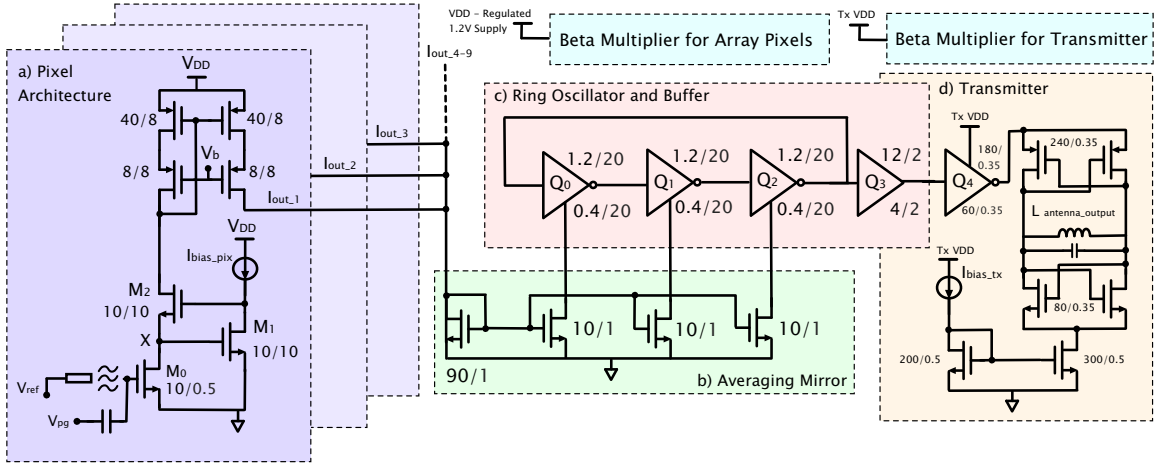 a) Pixel
Architecture
VDD
40/8
40/8
Vb
8/8
8/8
Iout_1
VDD
Ibias_pix
M2
10/10
X
M1
10/10
M0
10/0.5
Vref
Vpg
Iout_4-9
Iout_3
Iout_2
VDD - Regulated
1.2V Supply
Beta Multiplier for Array Pixels
Tx VDD
Beta Multiplier for Transmitter
c) Ring Oscillator and Buffer
1.2/20
1.2/20
1.2/20
12/2
Q0
Q1
Q2
Q3
0.4/20
0.4/20
0.4/20
4/2
10/1
10/1
10/1
90/1
b) Averaging Mirror
d) Transmitter
Tx VDD
180/
0.35
Q4
60/0.35
240/0.35
L antenna_output
Tx VDD
Ibias_tx
80/0.35
200/0.5
300/0.5